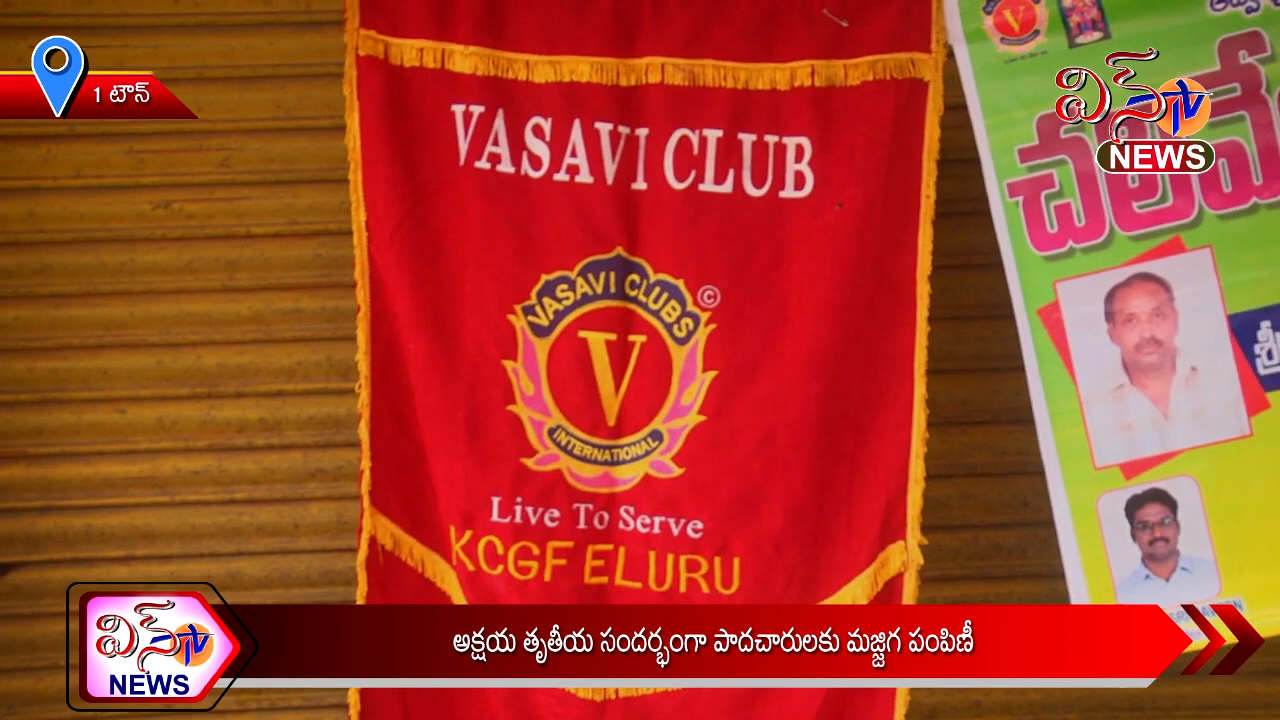 1 టౌన్
విన్ TV
NEWS
VASAVI CLUB
VASAVI CLUBS
©
V
INTERNATIONAL
Live To Serve
KCGF ELURU
V
చలివే
శ్రీ
విన్ TV
NEWS
అక్షయ తృతీయ సందర్భంగా పాదచారులకు మజ్జిగ పంపిణీ